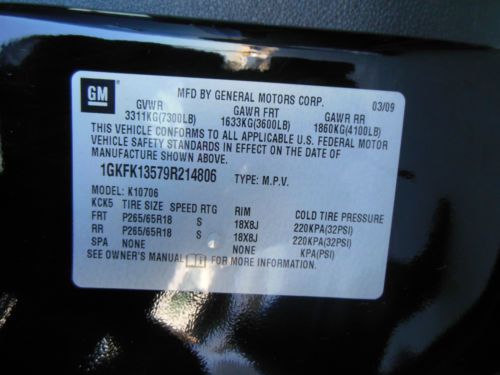 GM
MFD BY GENERAL MOTORS CORP. 03/09
GVWR GAWR FRT GAWR RR
3311KG(7300LB) 1633KG(3600LB) 1860KG(4100LB)
THIS VEHICLE CONFORMS TO ALL APPLICABLE U.S. FEDERAL MOTOR
VEHICLE SAFETY STANDARDS IN EFFECT ON THE DATE OF
MANUFACTURE SHOWN ABOVE.
1GKFK13579R214806 TYPE: M.P.V.
MODEL: K10706
KCK5 TIRE SIZE SPEED RTG RIM COLD TIRE PRESSURE
FRT P265/65R18 S 18X8J 220KPA(32PSI)
RR P265/65R18 S 18X8J 220KPA(32PSI)
SPA NONE NONE KPA(PSI)
SEE OWNER'S MANUAL FOR MORE INFORMATION.